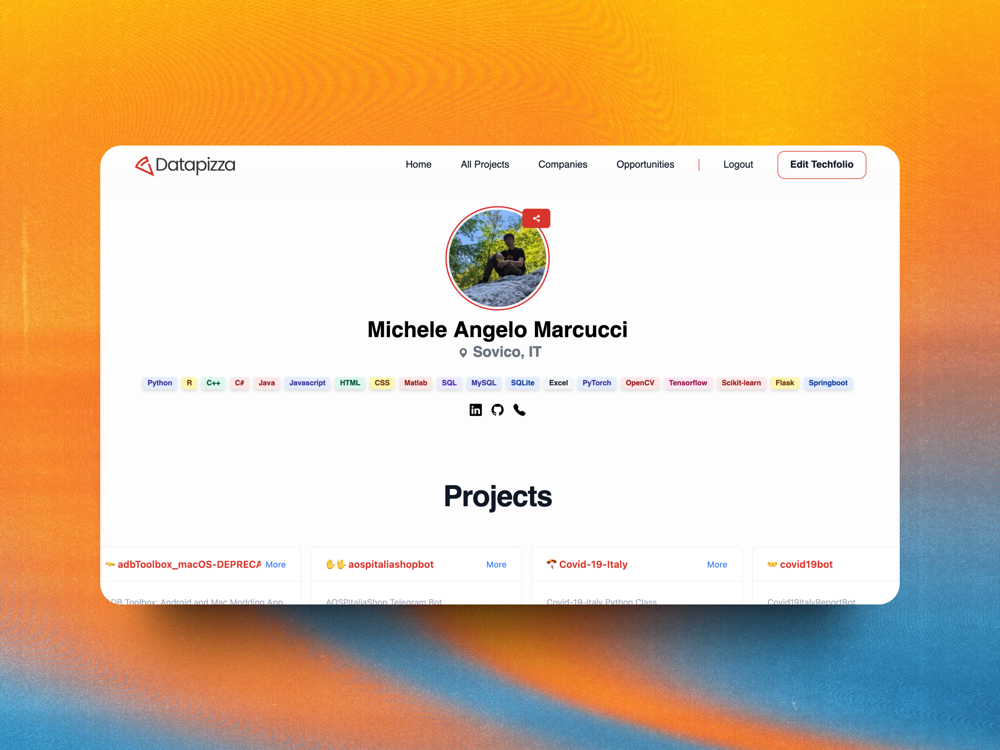 Datapizza
Home All Projects Companies Opportunities | Logout Edit Techfolio
Michele Angelo Marcucci
Sovico, IT
Python R C++ C# Java Javascript HTML CSS Matlab SQL MySQL SQLite Excel PyTorch OpenCV Tensorflow Scikit-learn Flask Springboot
Projects
adbToolbox_macOS-DEPRECA More
aospitaliashopbot More
Covid-19-Italy More
covid19bot
DB Toolbox: Android and Mac Modding App
AOSPItaliaShop Telegram Bot
Covid-19-Italy Python Class
Covid19ItalyReportBot